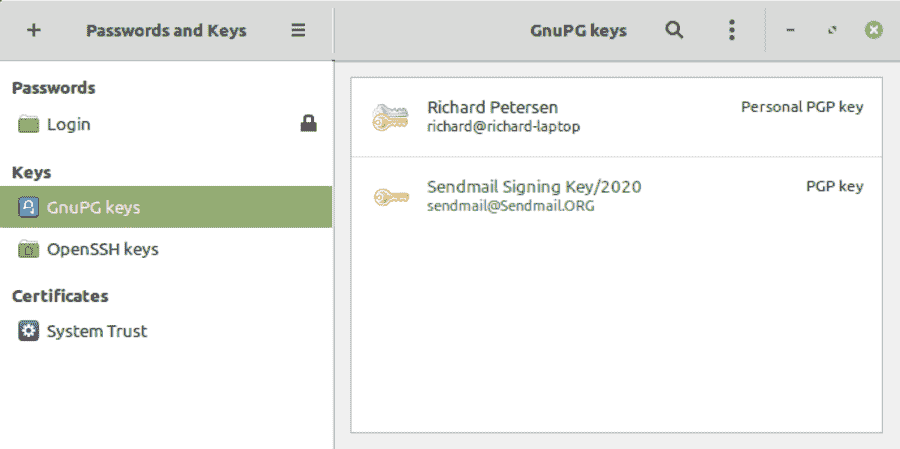 Passwords and Keys
GnuPG keys
Passwords
Login
Keys
GnuPG keys
OpenSSH keys
Certificates
System Trust
Richard Petersen
Personal PGP key
richard@richard-laptop
Sendmail Signing Key/2020
PGP key
sendmail@Sendmail.ORG